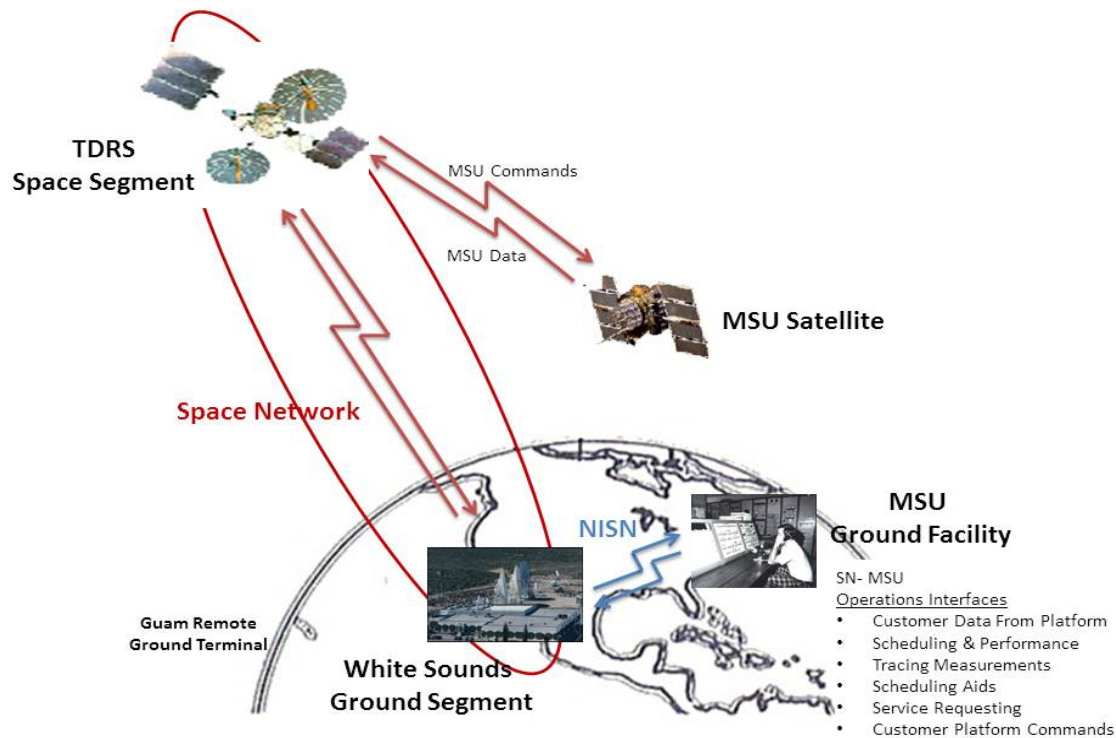 TDRS
Space Segment
MSU Commands
MSU Data
MSU Satellite
Space Network
NISN
MSU
Ground Facility
SN- MSU
Operations Interfaces
• Customer Data From Platform
• Scheduling & Performance
• Tracing Measurements
• Scheduling Aids
• Service Requesting
• Customer Platform Commands
Guam Remote
Ground Terminal
White Sounds
Ground Segment